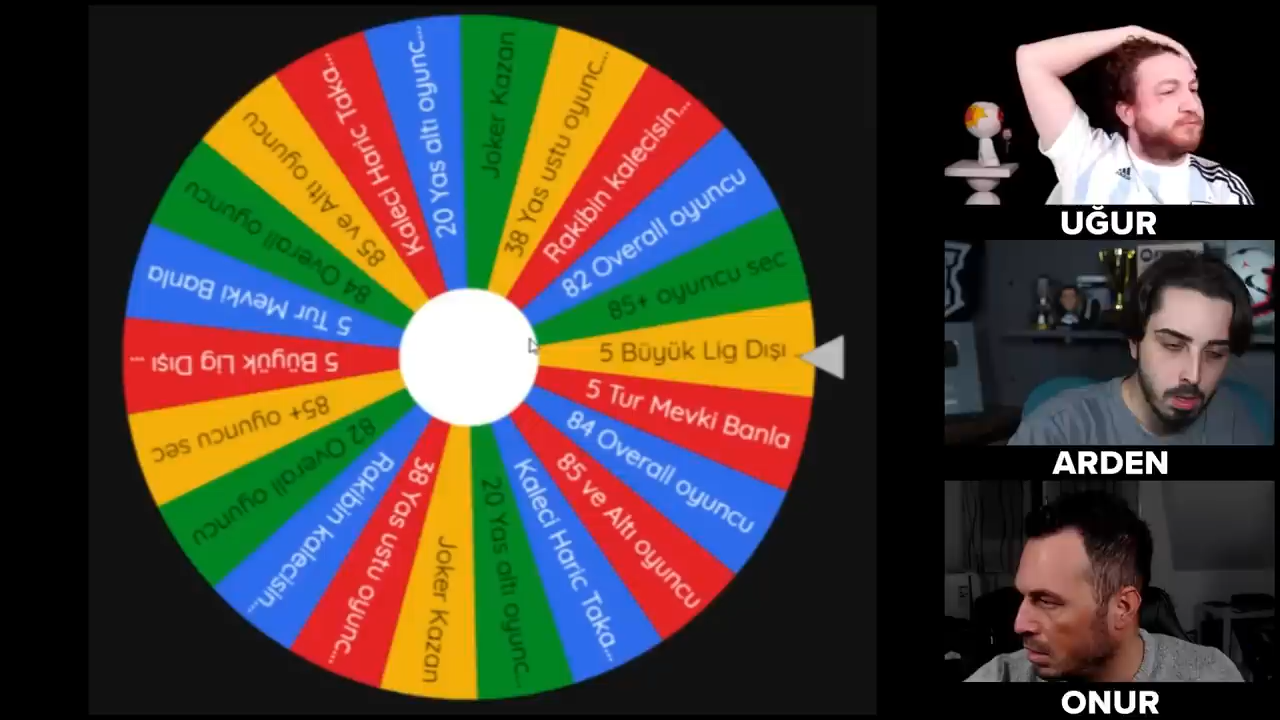 Joker Kazan
38 Yas ustu oyunc...
Rakibin kalecisin...
82 Overall oyuncu
85+ oyuncu sec
5 Büyük Lig Dışı ...
5 Tur Mevki Banla
84 Overall oyuncu
85 ve Altı oyuncu
Kaleci Haric Taka...
20 Yas altı oyunc...
Joker Kazan
38 Yas ustu oyunc...
Rakibin kalecisin...
82 Overall oyuncu
85+ oyuncu sec
5 Büyük Lig Dışı ...
5 Tur Mevki Banla
84 Overall oyuncu
85 ve Altı oyuncu
Kaleci Haric Taka...
20 Yas altı oyunc...
UĞUR
ARDEN
ONUR